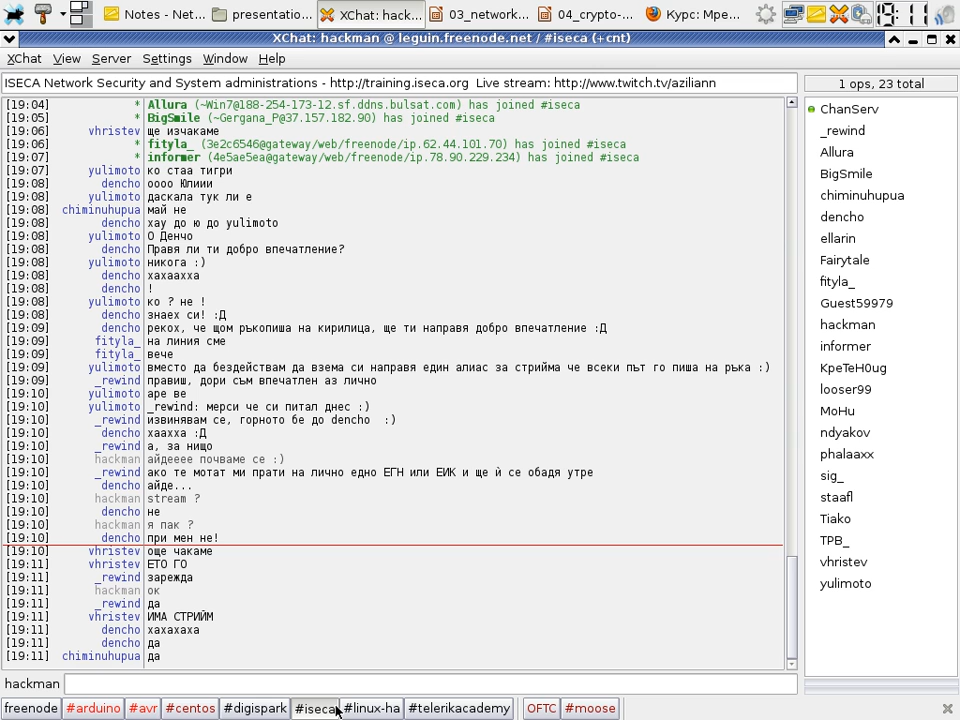 Notes - Net...
presentatio...
XChat: hack...
03_network...
04_crypto-...
Курс: Мре...
19:11
XChat: hackman @ leguin.freenode.net / #iseca (+cnt)
XChat View Server Settings Window Help
ISECA Network Security and System administrations - http://training.iseca.org Live stream: http://www.twitch.tv/aziliann
1 ops, 23 total
[19:04] * Allura (~Win7@188-254-173-12.sf.ddns.bulsat.com) has joined #iseca
[19:05] * BigSmile (~Gergana_P@37.157.182.90) has joined #iseca
[19:06] vhristev ще изчакаме
[19:06] * fityla_ (3e2c6546@gateway/web/freenode/ip.62.44.101.70) has joined #iseca
[19:07] * informer (4e5ae5ea@gateway/web/freenode/ip.78.90.229.234) has joined #iseca
[19:07] yulimoto ко стаа тигри
[19:08] dencho оооо Юлиии
[19:08] yulimoto даскала тук ли е
[19:08] chiminuhupua май не
[19:08] dencho хау до ю до yulimoto
[19:08] yulimoto О Денчо
[19:08] dencho Правя ли ти добро впечатление?
[19:08] yulimoto никога :)
[19:08] dencho хахаахха
[19:08] dencho !
[19:08] yulimoto ко ? не !
[19:08] dencho знаех си! :Д
[19:09] dencho рекох, че щом ръкопиша на кирилица, ще ти направя добро впечатление :Д
[19:09] fityla_ на линия сме
[19:09] fityla_ вече
[19:09] yulimoto вместо да бездействам да взема си направя един алиас за стрийма че всеки път го пиша на ръка :)
[19:09] _rewind правиш, дори съм впечатлен аз лично
[19:10] yulimoto аре ве
[19:10] yulimoto _rewind: мерси че си питал днес :)
[19:10] _rewind извинявам се, горното бе до dencho :)
[19:10] dencho хаахха :Д
[19:10] _rewind а, за нищо
[19:10] hackman айдееее почваме се :)
[19:10] _rewind ако те мотат ми прати на лично едно ЕГН или ЕИК и ще ѝ се обадя утре
[19:10] dencho айде...
[19:10] hackman stream ?
[19:10] dencho не
[19:10] hackman я пак ?
[19:10] dencho при мен не!
[19:10] vhristev още чакаме
[19:11] vhristev ЕТО ГО
[19:11] _rewind зарежда
[19:11] hackman ок
[19:11] _rewind да
[19:11] vhristev ИМА СТРИЙМ
[19:11] dencho хахахаха
[19:11] dencho да
[19:11] chiminuhupua да
ChanServ
_rewind
Allura
BigSmile
chiminuhupua
dencho
ellarin
Fairytale
fityla_
Guest59979
hackman
informer
KpeTeH0ug
looser99
MoHu
ndyakov
phalaaxx
sig_
staafl
Tiako
TPB_
vhristev
yulimoto
hackman
freenode #arduino #avr #centos #digispark #iseca #linux-ha #telerikacademy OFTC #moose